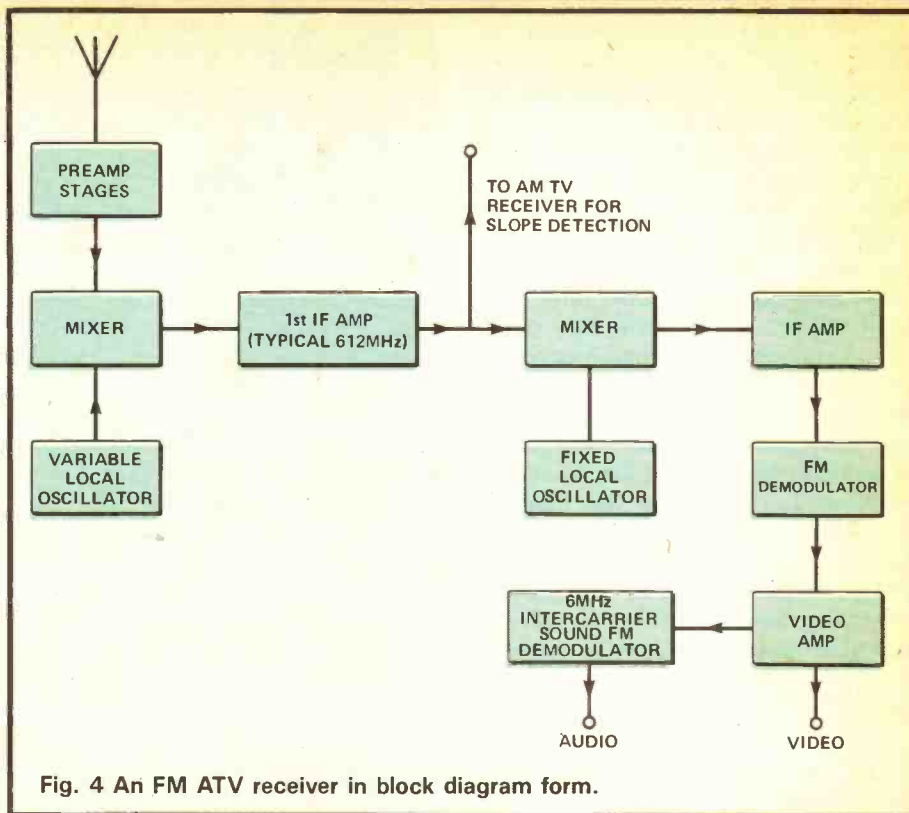 PREAMP
STAGES
TO AM TV
RECEIVER FOR
SLOPE DETECTION
MIXER
1st IF AMP
(TYPICAL 612MHz)
MIXER
IF AMP
VARIABLE
LOCAL
OSCILLATOR
FIXED
LOCAL
OSCILLATOR
FM
DEMODULATOR
6MHz
INTERCARRIER
SOUND FM
DEMODULATOR
VIDEO
AMP
AUDIO
VIDEO
Fig. 4 An FM ATV receiver in block diagram form.